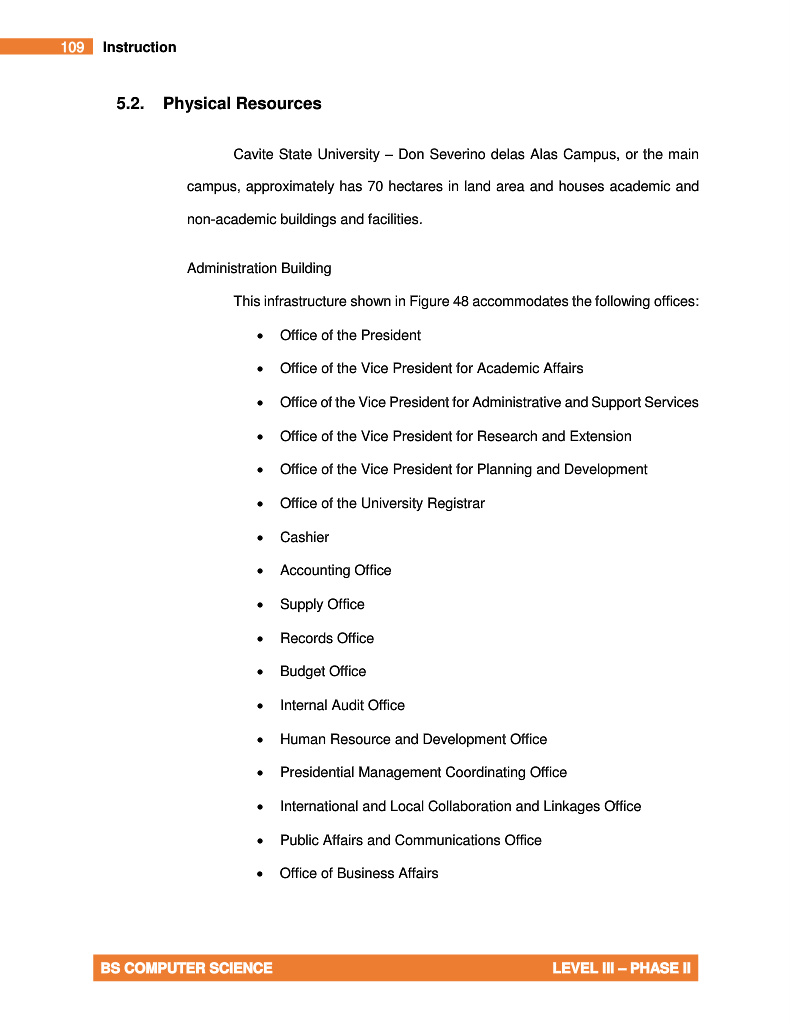 109 Instruction
5.2. Physical Resources
Cavite State University – Don Severino delas Alas Campus, or the main
campus, approximately has 70 hectares in land area and houses academic and
non-academic buildings and facilities.
Administration Building
This infrastructure shown in Figure 48 accommodates the following offices:
• Office of the President
• Office of the Vice President for Academic Affairs
• Office of the Vice President for Administrative and Support Services
• Office of the Vice President for Research and Extension
• Office of the Vice President for Planning and Development
• Office of the University Registrar
• Cashier
• Accounting Office
• Supply Office
• Records Office
• Budget Office
• Internal Audit Office
• Human Resource and Development Office
• Presidential Management Coordinating Office
• International and Local Collaboration and Linkages Office
• Public Affairs and Communications Office
• Office of Business Affairs
BS COMPUTER SCIENCE LEVEL III – PHASE II